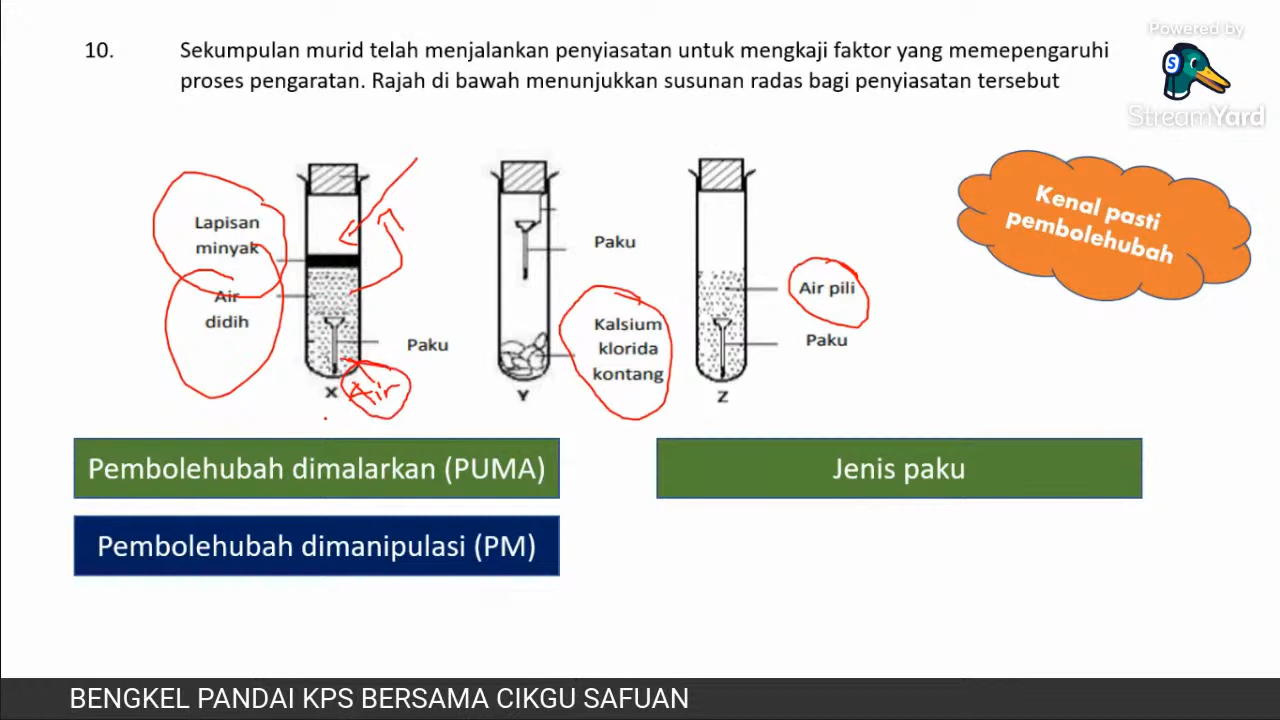 Powered by
StreamYard
10. Sekumpulan murid telah menjalankan penyiasatan untuk mengkaji faktor yang memepengaruhi
proses pengaratan. Rajah di bawah menunjukkan susunan radas bagi penyiasatan tersebut
Kenal pasti
pembolehubah
Lapisan
minyak
Air
didih
Paku
Air
X
Paku
Kalsium
klorida
kontang
Y
Air pili
Paku
Z
Pembolehubah dimalarkan (PUMA)
Jenis paku
Pembolehubah dimanipulasi (PM)
BENGKEL PANDAI KPS BERSAMA CIKGU SAFUAN